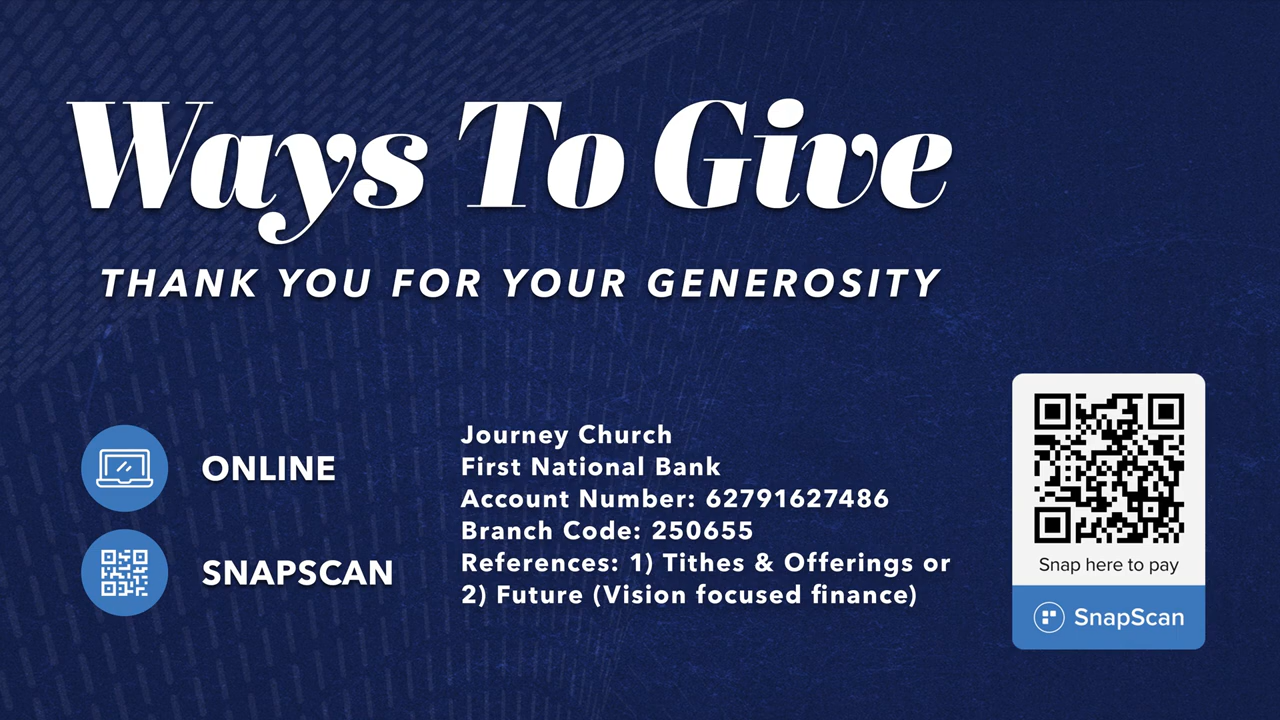 Ways To Give
THANK YOU FOR YOUR GENEROSITY
ONLINE
SNAPSCAN
Journey Church
First National Bank
Account Number: 62791627486
Branch Code: 250655
References: 1) Tithes & Offerings or
2) Future (Vision focused finance)
Snap here to pay
SnapScan